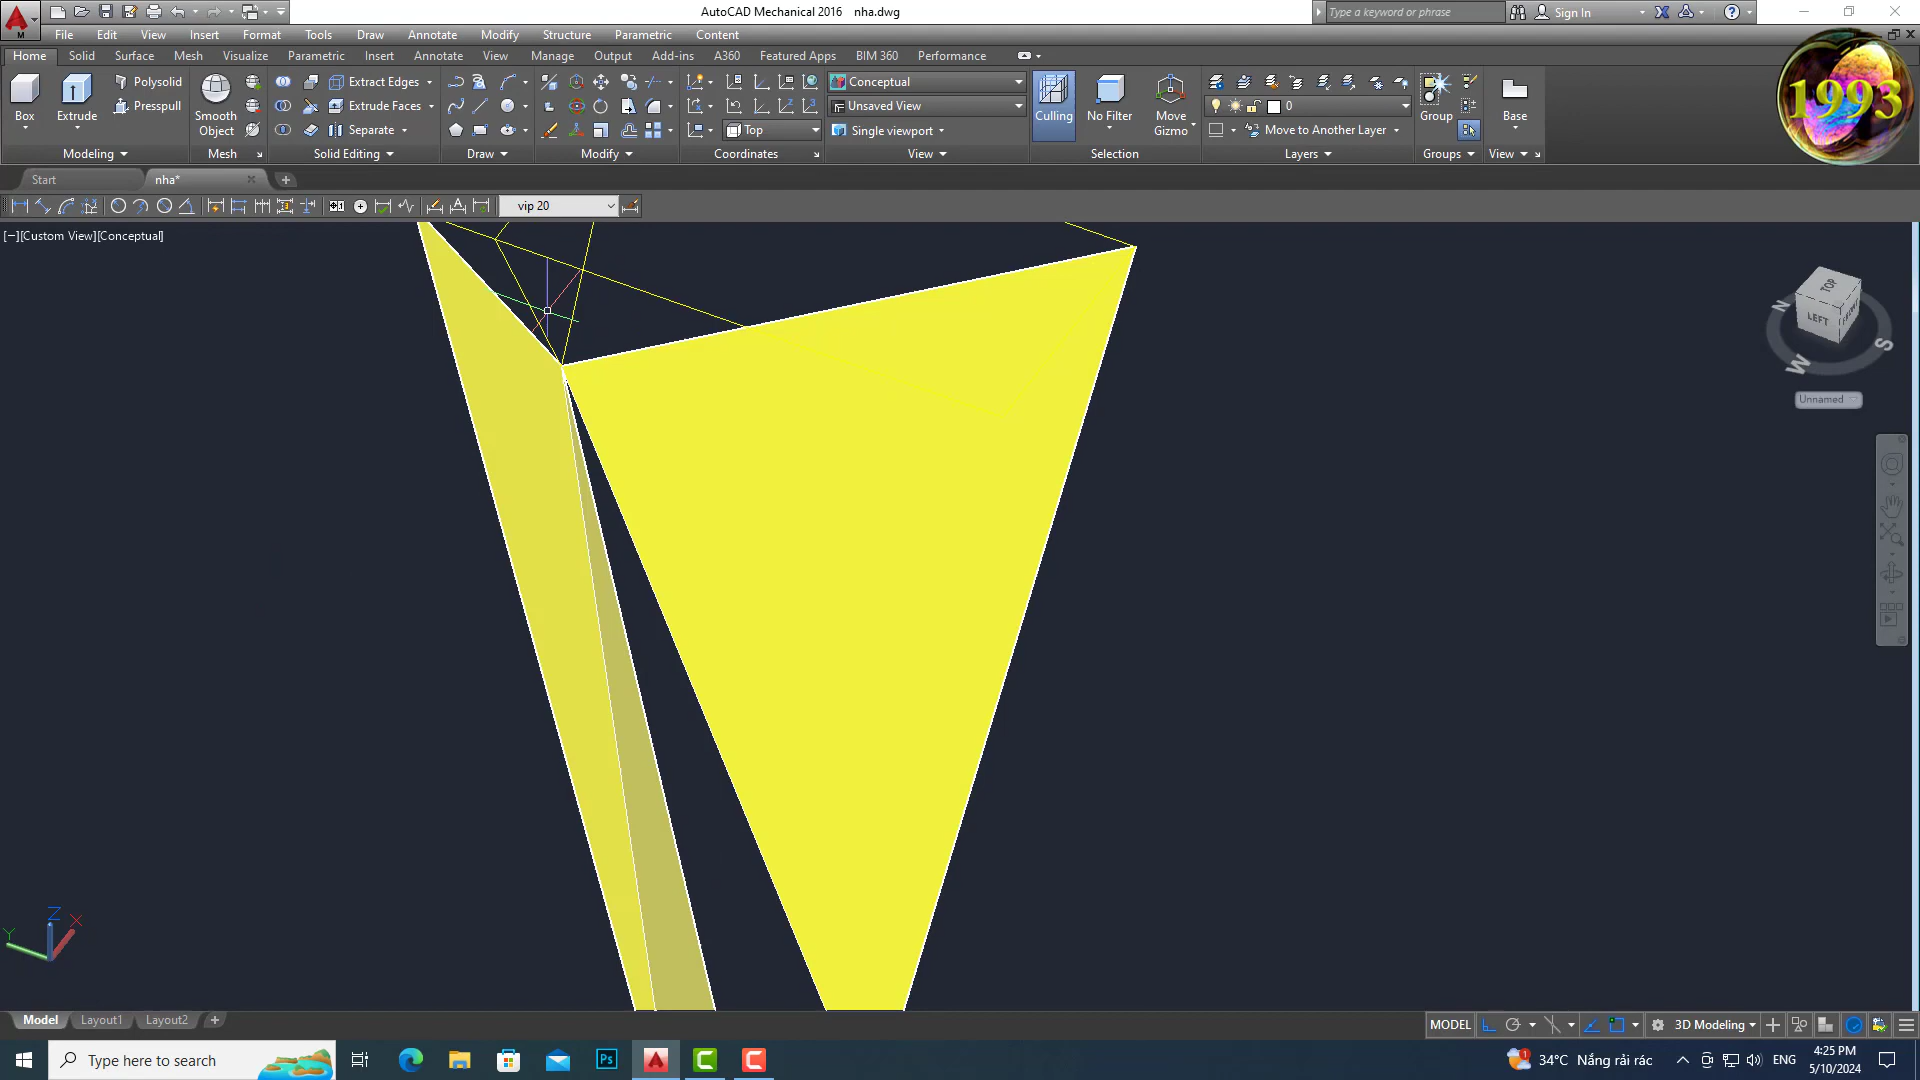 AutoCAD Mechanical 2016 nha.dwg
Type a keyword or phrase
Sign In
File Edit View Insert Format Tools Draw Annotate Modify Structure Parametric Content
Home Solid Surface Mesh Visualize Parametric Insert Annotate View Manage Output Add-ins A360 Featured Apps BIM 360 Performance
1993
Box
Extrude
Polysolid
Presspull
Smooth Object
Extract Edges
Extrude Faces
Separate
Top
Conceptual
Unsaved View
Single viewport
Culling
No Filter
Move Gizmo
0
Move to Another Layer
Group
Base
Modeling
Mesh
Solid Editing
Draw
Modify
Coordinates
View
Selection
Layers
Groups
View
Start
nha*
vip 20
[−][Custom View][Conceptual]
TOP
LEFT
FRONT
N
S
W
Unnamed
Z
X
Y
Model Layout1 Layout2
MODEL
3D Modeling
Type here to search
Ps
1
34°C Nắng rải rác
ENG
4:25 PM
5/10/2024